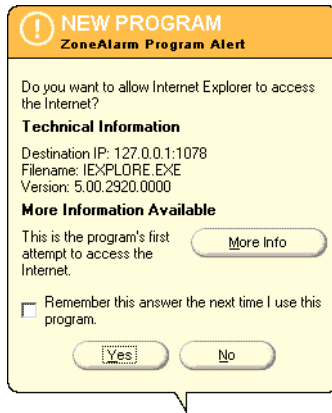 NEW PROGRAM
ZoneAlarm Program Alert
Do you want to allow Internet Explorer to access
the Internet?
Technical Information
Destination IP: 127.0.0.1:1078
Filename: IEXPLORE.EXE
Version: 5.00.2920.0000
More Information Available
This is the program's first
attempt to access the
Internet.
More Info
Remember this answer the next time I use this
program.
Yes
No